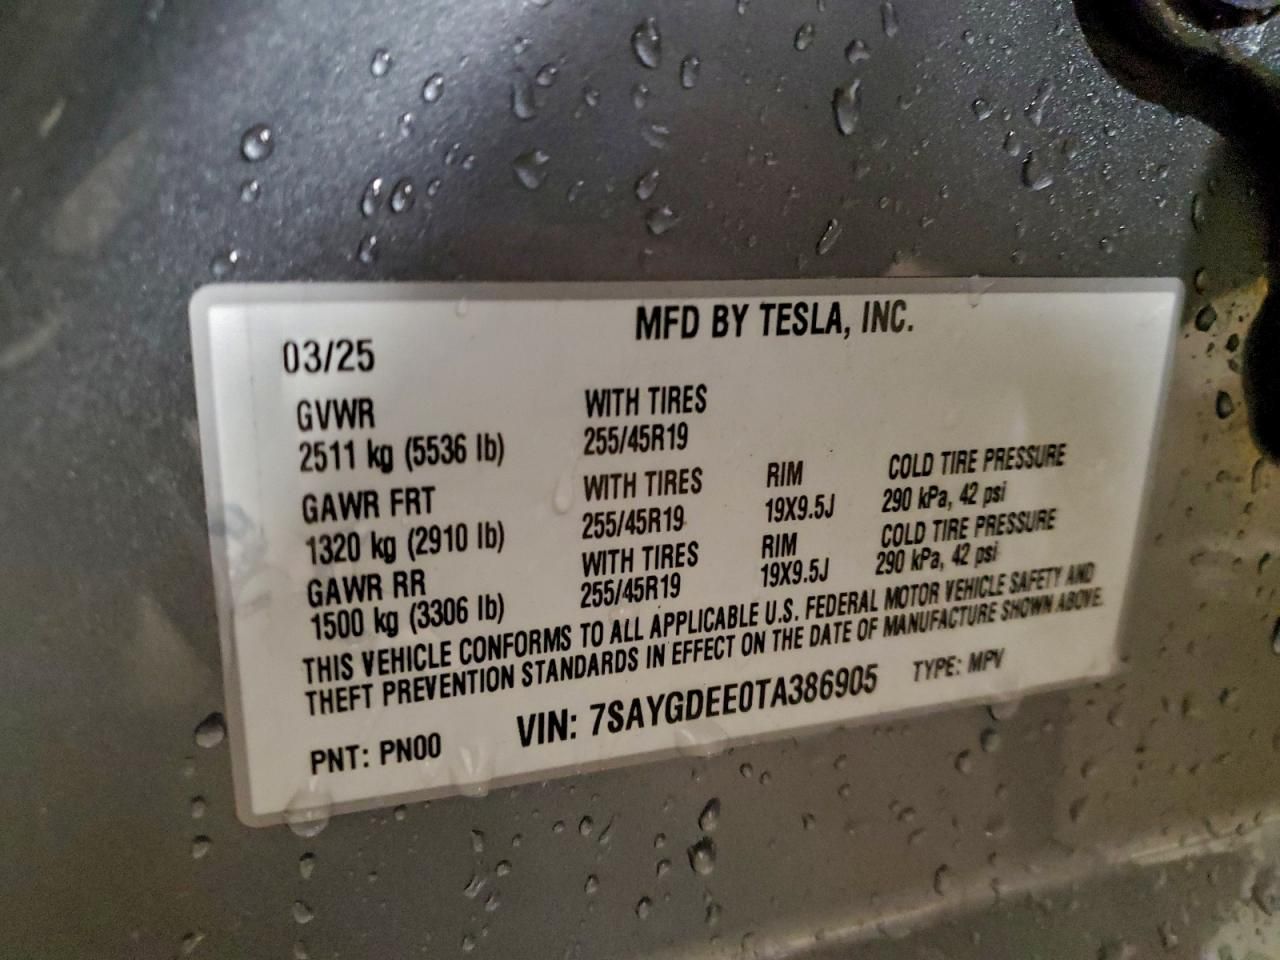 MFD BY TESLA, INC.
03/25
GVWR WITH TIRES
2511 kg (5536 lb) 255/45R19
GAWR FRT WITH TIRES RIM COLD TIRE PRESSURE
1320 kg (2910 lb) 255/45R19 19X9.5J 290 kPa, 42 psi
GAWR RR WITH TIRES RIM COLD TIRE PRESSURE
1500 kg (3306 lb) 255/45R19 19X9.5J 290 kPa, 42 psi
THIS VEHICLE CONFORMS TO ALL APPLICABLE U.S. FEDERAL MOTOR VEHICLE SAFETY AND
THEFT PREVENTION STANDARDS IN EFFECT ON THE DATE OF MANUFACTURE SHOWN ABOVE.
PNT: PN00 VIN: 7SAYGDEE0TA386905 TYPE: MPV